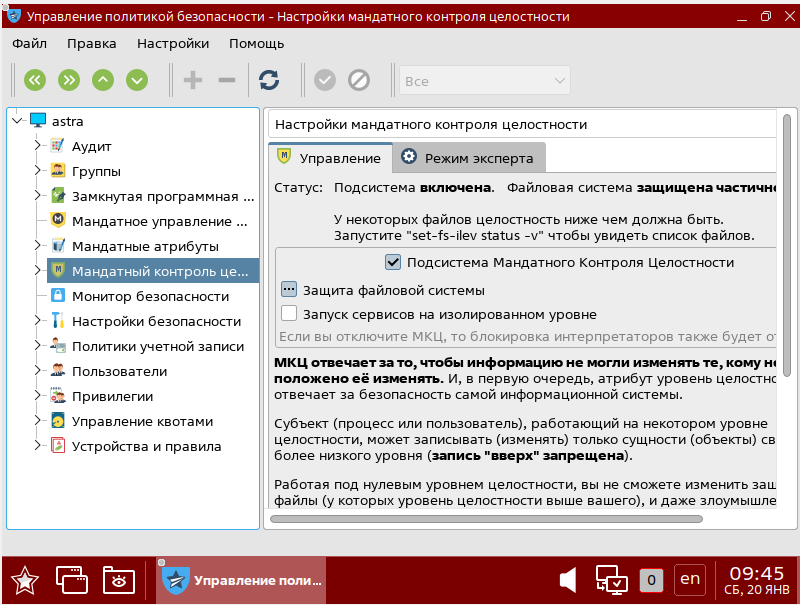 Управление политикой безопасности - Настройки мандатного контроля целостности
Файл Правка Настройки Помощь
Все
astra
Аудит
Группы
Замкнутая программная ...
Мандатное управление ...
Мандатные атрибуты
Мандатный контроль це...
Монитор безопасности
Настройки безопасности
Политики учетной записи
Пользователи
Привилегии
Управление квотами
Устройства и правила
Настройки мандатного контроля целостности
Управление Режим эксперта
Статус: Подсистема включена. Файловая система защищена частично
У некоторых файлов целостность ниже чем должна быть.
Запустите "set-fs-ilev status -v" чтобы увидеть список файлов.
Подсистема Мандатного Контроля Целостности
Защита файловой системы
Запуск сервисов на изолированном уровне
Если вы отключите МКЦ, то блокировка интерпретаторов также будет от
МКЦ отвечает за то, чтобы информацию не могли изменять те, кому не
положено её изменять. И, в первую очередь, атрибут уровень целостно
отвечает за безопасность самой информационной системы.
Субъект (процесс или пользователь), работающий на некотором уровне
целостности, может записывать (изменять) только сущности (объекты) св
более низкого уровня (запись "вверх" запрещена).
Работая под нулевым уровнем целостности, вы не сможете изменить защ
файлы (у которых уровень целостности выше вашего), и даже злоумышле
Управление поли...
0
en
09:45
СБ, 20 ЯНВ